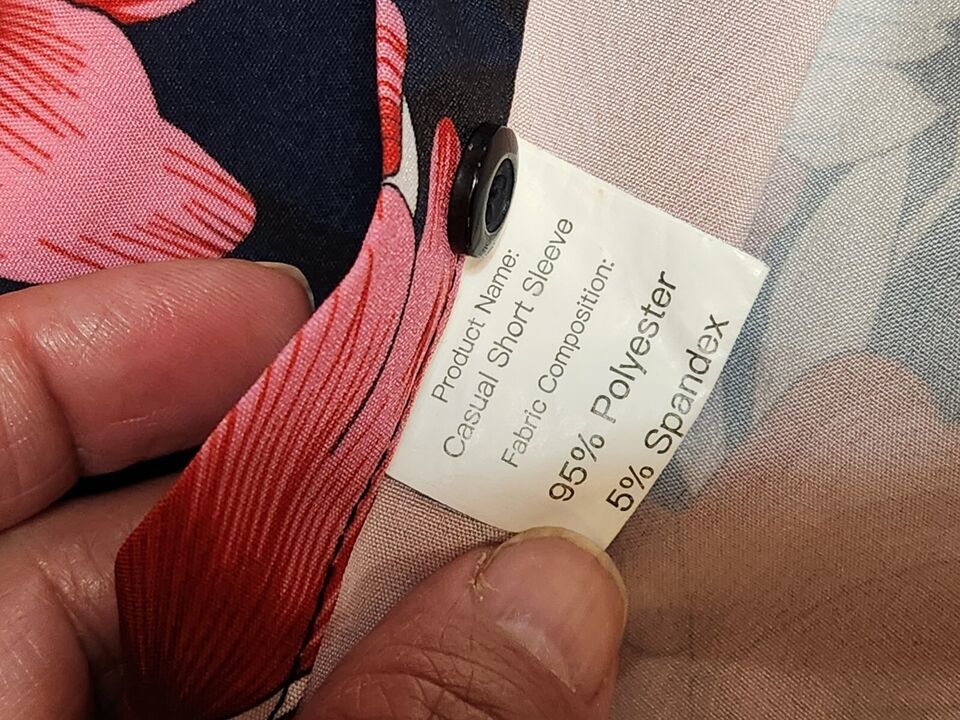 Product Name:
Casual Short Sleeve
Fabric Composition:
95% Polyester
5% Spandex